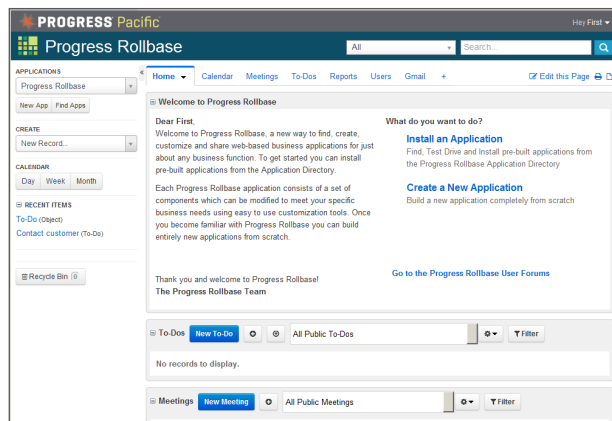 PROGRESS Pacific
Hey First
Progress Rollbase
All
Search...
APPLICATIONS
Progress Rollbase
New App Find Apps
CREATE
New Record...
CALENDAR
Day Week Month
RECENT ITEMS
To-Do (Object)
Contact customer (To-Do)
Recycle Bin 0
Home Calendar Meetings To-Dos Reports Users Gmail +
Edit this Page
Welcome to Progress Rollbase
Dear First,
Welcome to Progress Rollbase, a new way to find, create,
customize and share web-based business applications for just
about any business function. To get started you can install
pre-built applications from the Application Directory.
Each Progress Rollbase application consists of a set of
components which can be modified to meet your specific
business needs using easy to use customization tools. Once
you become familiar with Progress Rollbase you can build
entirely new applications from scratch.
Thank you and welcome to Progress Rollbase!
The Progress Rollbase Team
What do you want to do?
Install an Application
Find, Test Drive and Install pre-built applications from
the Progress Rollbase Application Directory
Create a New Application
Build a new application completely from scratch
Go to the Progress Rollbase User Forums
To-Dos New To-Do All Public To-Dos Filter
No records to display.
Meetings New Meeting All Public Meetings Filter